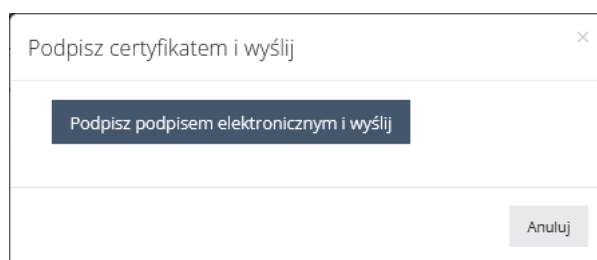 Podpisz certyfikatem i wyślij
Podpisz podpisem elektronicznym i wyślij
Anuluj